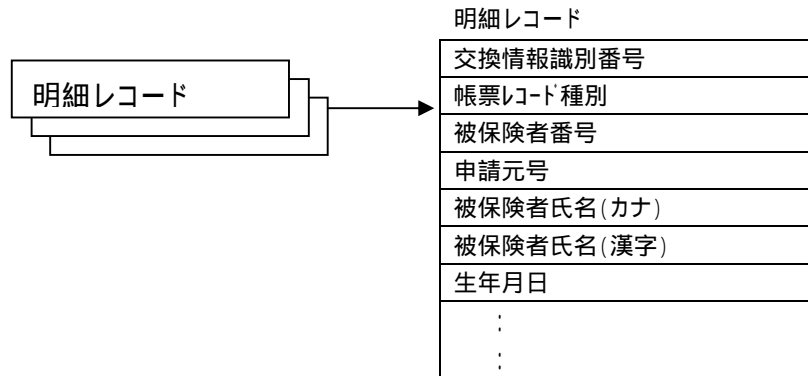 明細レコード
明細レコード
交換情報識別番号
帳票ﾚｺｰﾄﾞ種別
被保険者番号
申請元号
被保険者氏名(カナ)
被保険者氏名(漢字)
生年月日
:
: